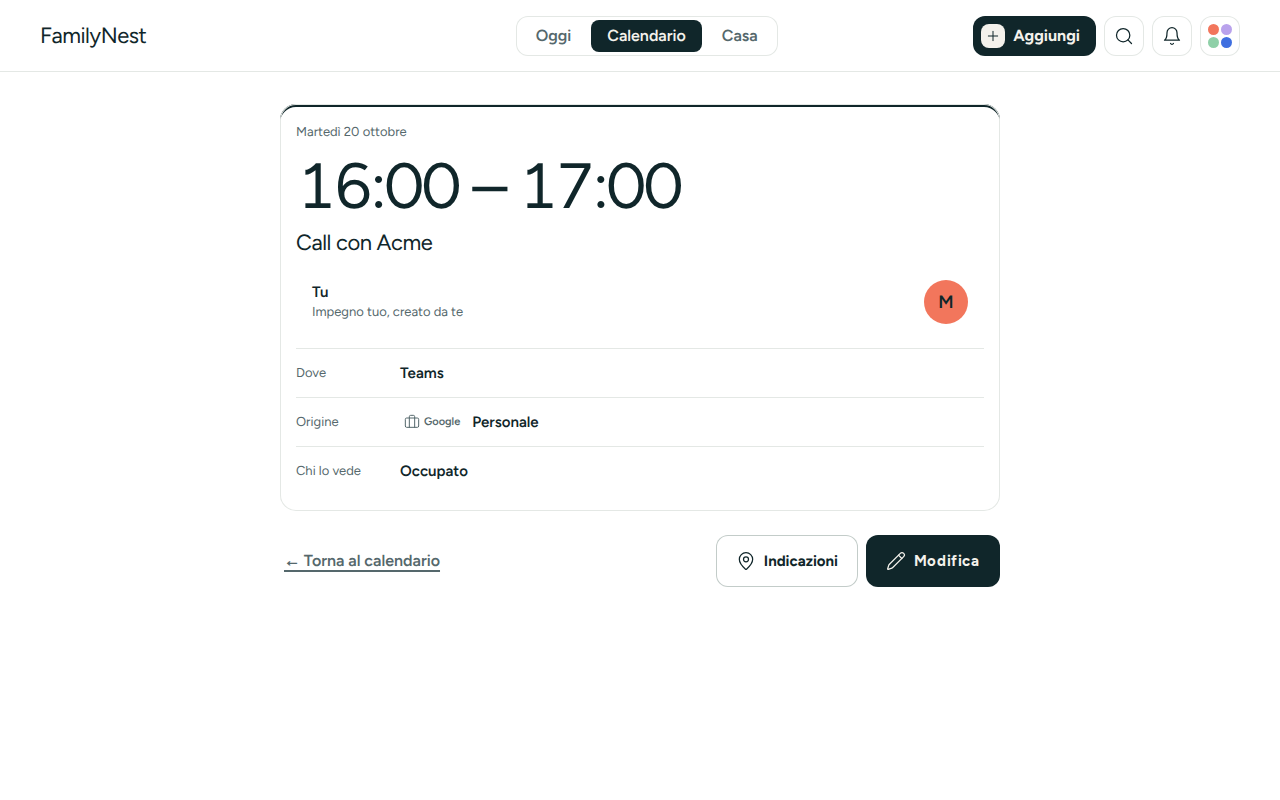 FamilyNest
Oggi
Calendario
Casa
Aggiungi
Martedì 20 ottobre
16:00 – 17:00
Call con Acme
Tu
Impegno tuo, creato da te
M
Dove Teams
Origine Google Personale
Chi lo vede Occupato
← Torna al calendario
Indicazioni
Modifica